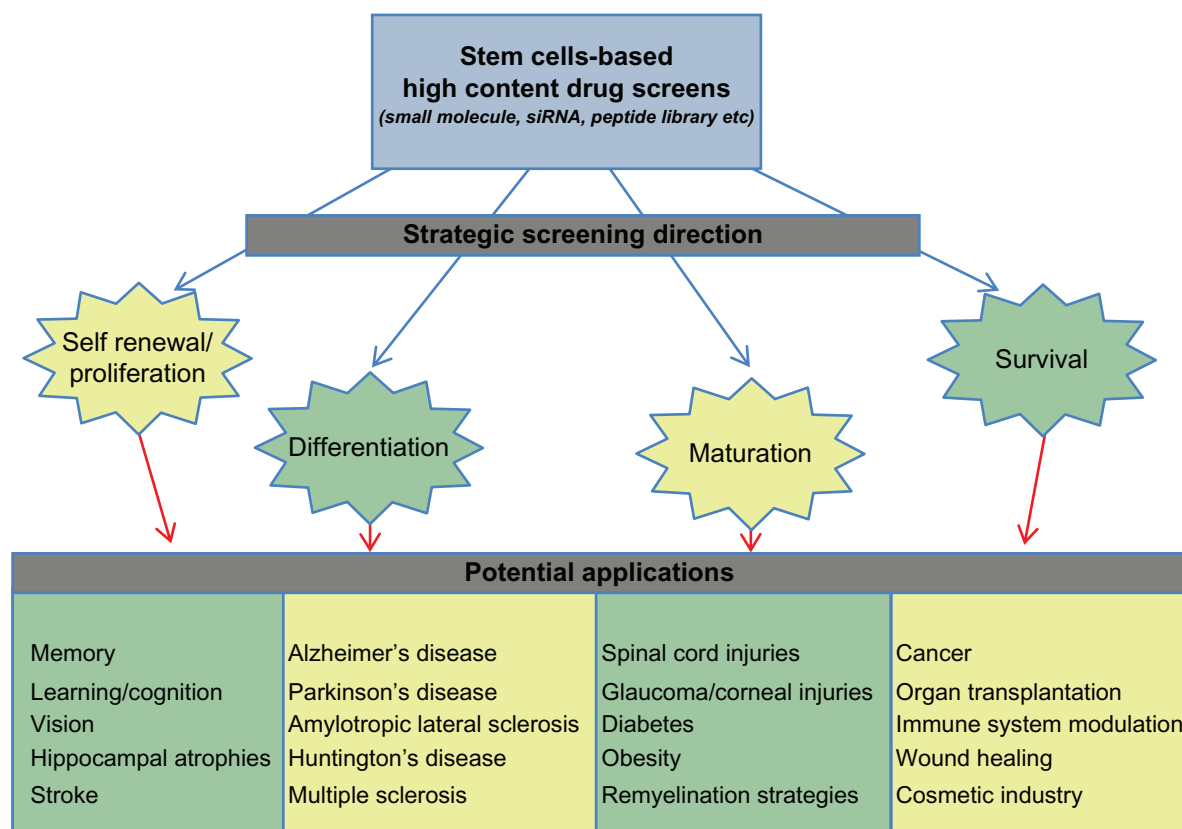 Stem cells-based
high content drug screens
(small molecule, siRNA, peptide library etc)
Strategic screening direction
Self renewal/
proliferation
Differentiation
Maturation
Survival
Potential applications
Memory
Learning/cognition
Vision
Hippocampal atrophies
Stroke
Alzheimer’s disease
Parkinson’s disease
Amylotropic lateral sclerosis
Huntington’s disease
Multiple sclerosis
Spinal cord injuries
Glaucoma/corneal injuries
Diabetes
Obesity
Remyelination strategies
Cancer
Organ transplantation
Immune system modulation
Wound healing
Cosmetic industry